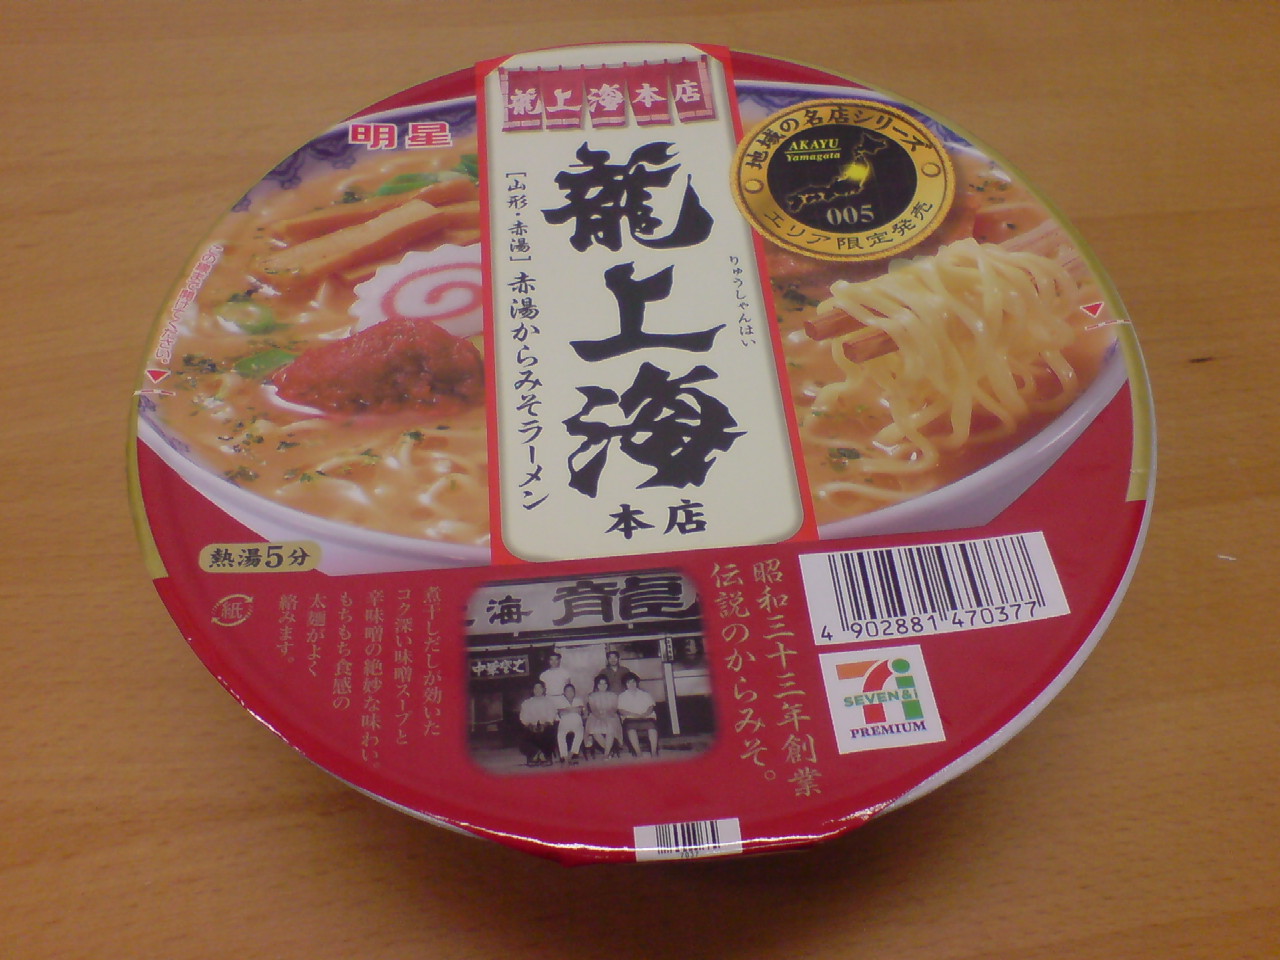 龍上海本店
明星
地域の名店シリーズ
AKAYU
Yamagata
005
エリア限定発売
龍上海
りゅうしゃんはい
本店
[山形・赤湯]赤湯からみそラーメン
熱湯5分
紙
昭和三十三年創業
伝説のからみそ。
海 龍
煮干しだしが効いた
コク深い味噌スープと
辛味噌の絶妙な味わい。
もちもち食感の
太麺がよく
絡みます。
4 902881 470377
SEVEN&i
PREMIUM